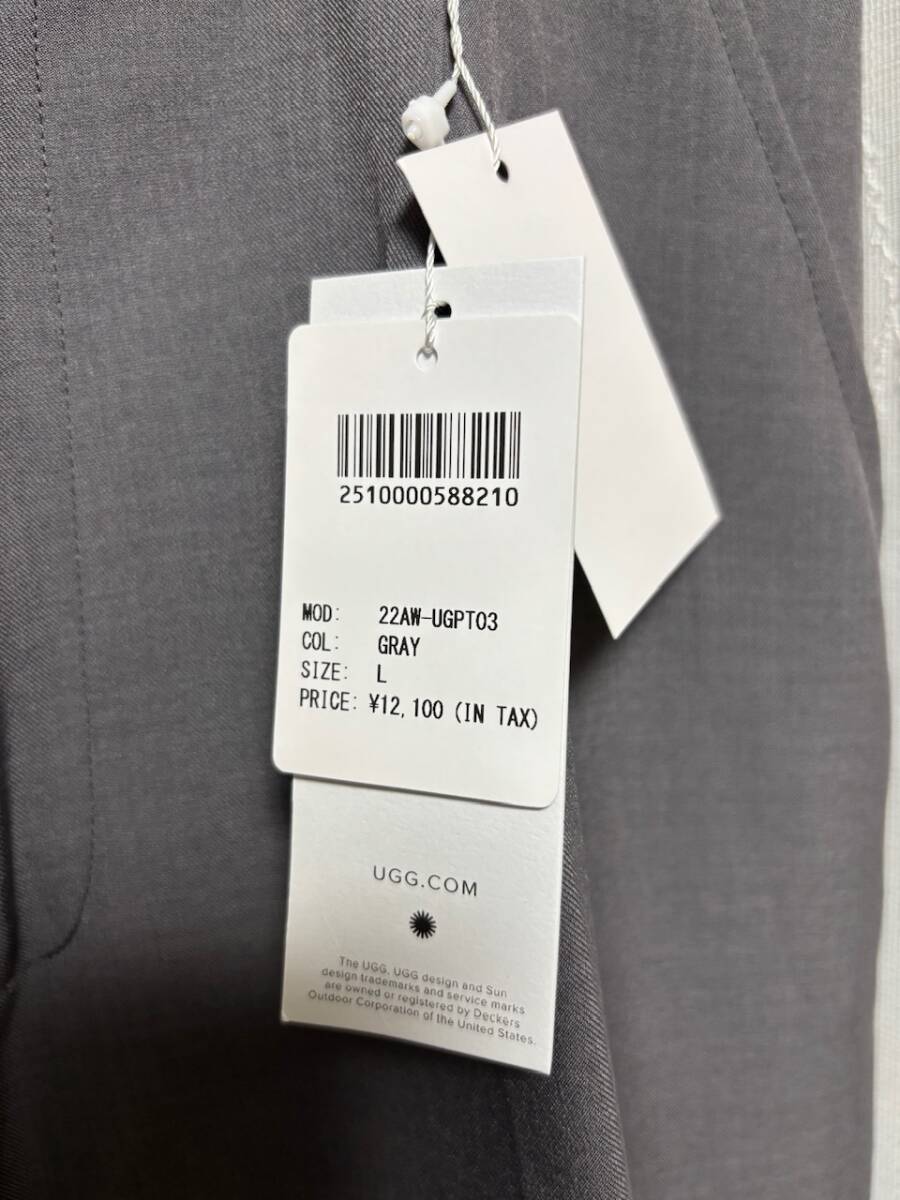 2510000588210
MOD: 22AW-UGPT03
COL: GRAY
SIZE: L
PRICE: ¥12,100 (IN TAX)
UGG.COM
The UGG, UGG design and Sun
design trademarks and service marks
are owned or registered by Deckers
Outdoor Corporation of the United States.